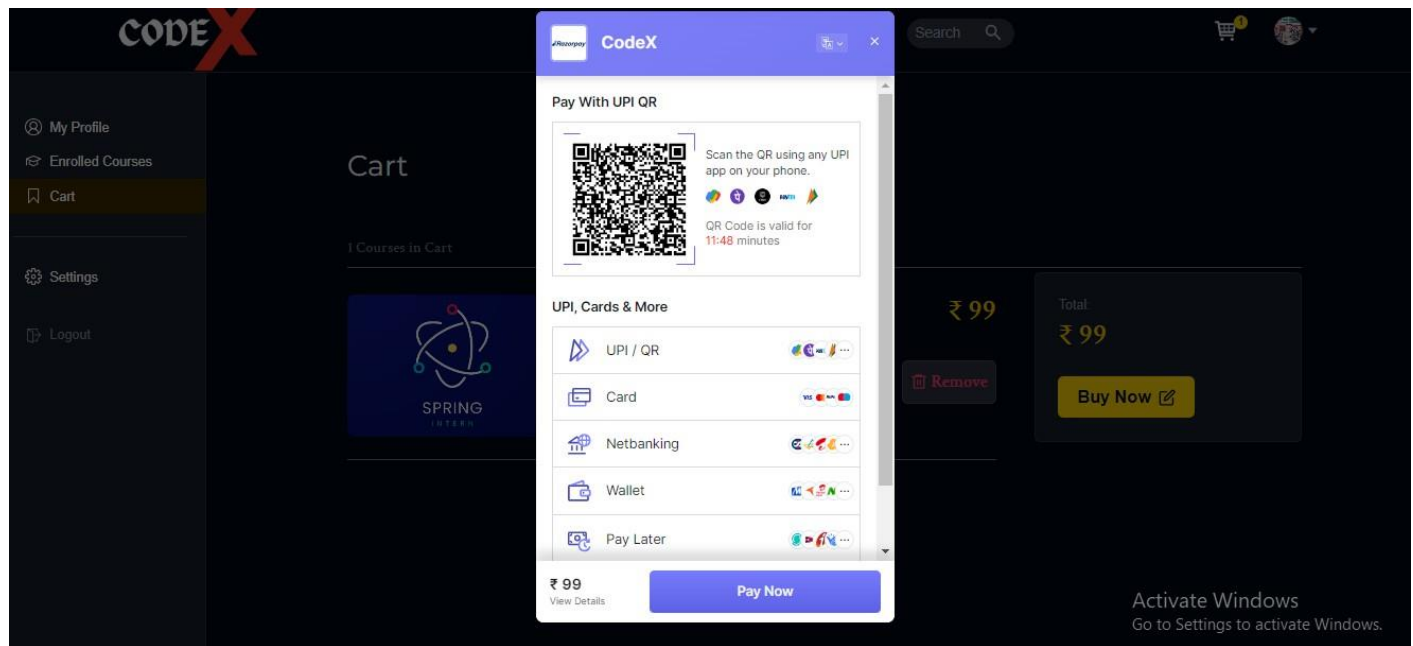 CODEX
Search
1
My Profile
Enrolled Courses
Cart
Settings
Logout
Cart
1 Courses in Cart
SPRING
INTERN
₹ 99
Remove
Total:
₹ 99
Buy Now
Razorpay
CodeX
×
Pay With UPI QR
Scan the QR using any UPI
app on your phone.
QR Code is valid for
11:48 minutes
UPI, Cards & More
UPI / QR
Card
VISA
Netbanking
Wallet
Pay Later
₹ 99
View Details
Pay Now
Activate Windows
Go to Settings to activate Windows.